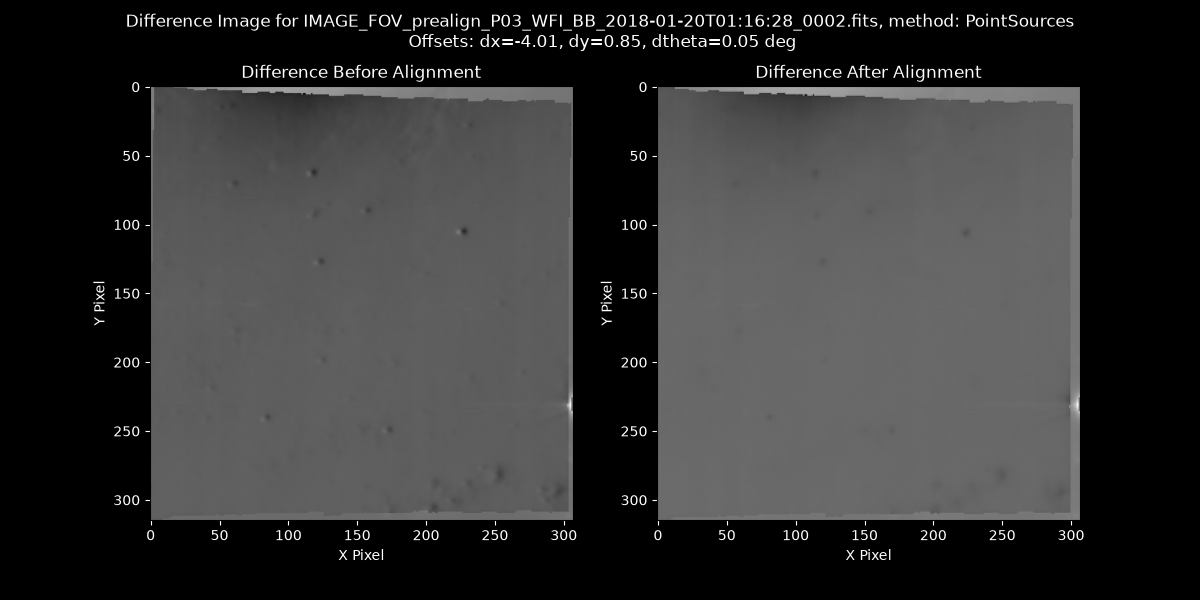 Difference Image for IMAGE_FOV_prealign_P03_WFI_BB_2018-01-20T01:16:28_0002.fits, method: PointSources
Offsets: dx=-4.01, dy=0.85, dtheta=0.05 deg
Difference Before Alignment
0
50
100
150
200
250
300
Y Pixel
0 50 100 150 200 250 300
X Pixel
Difference After Alignment
0
50
100
150
200
250
300
Y Pixel
0 50 100 150 200 250 300
X Pixel